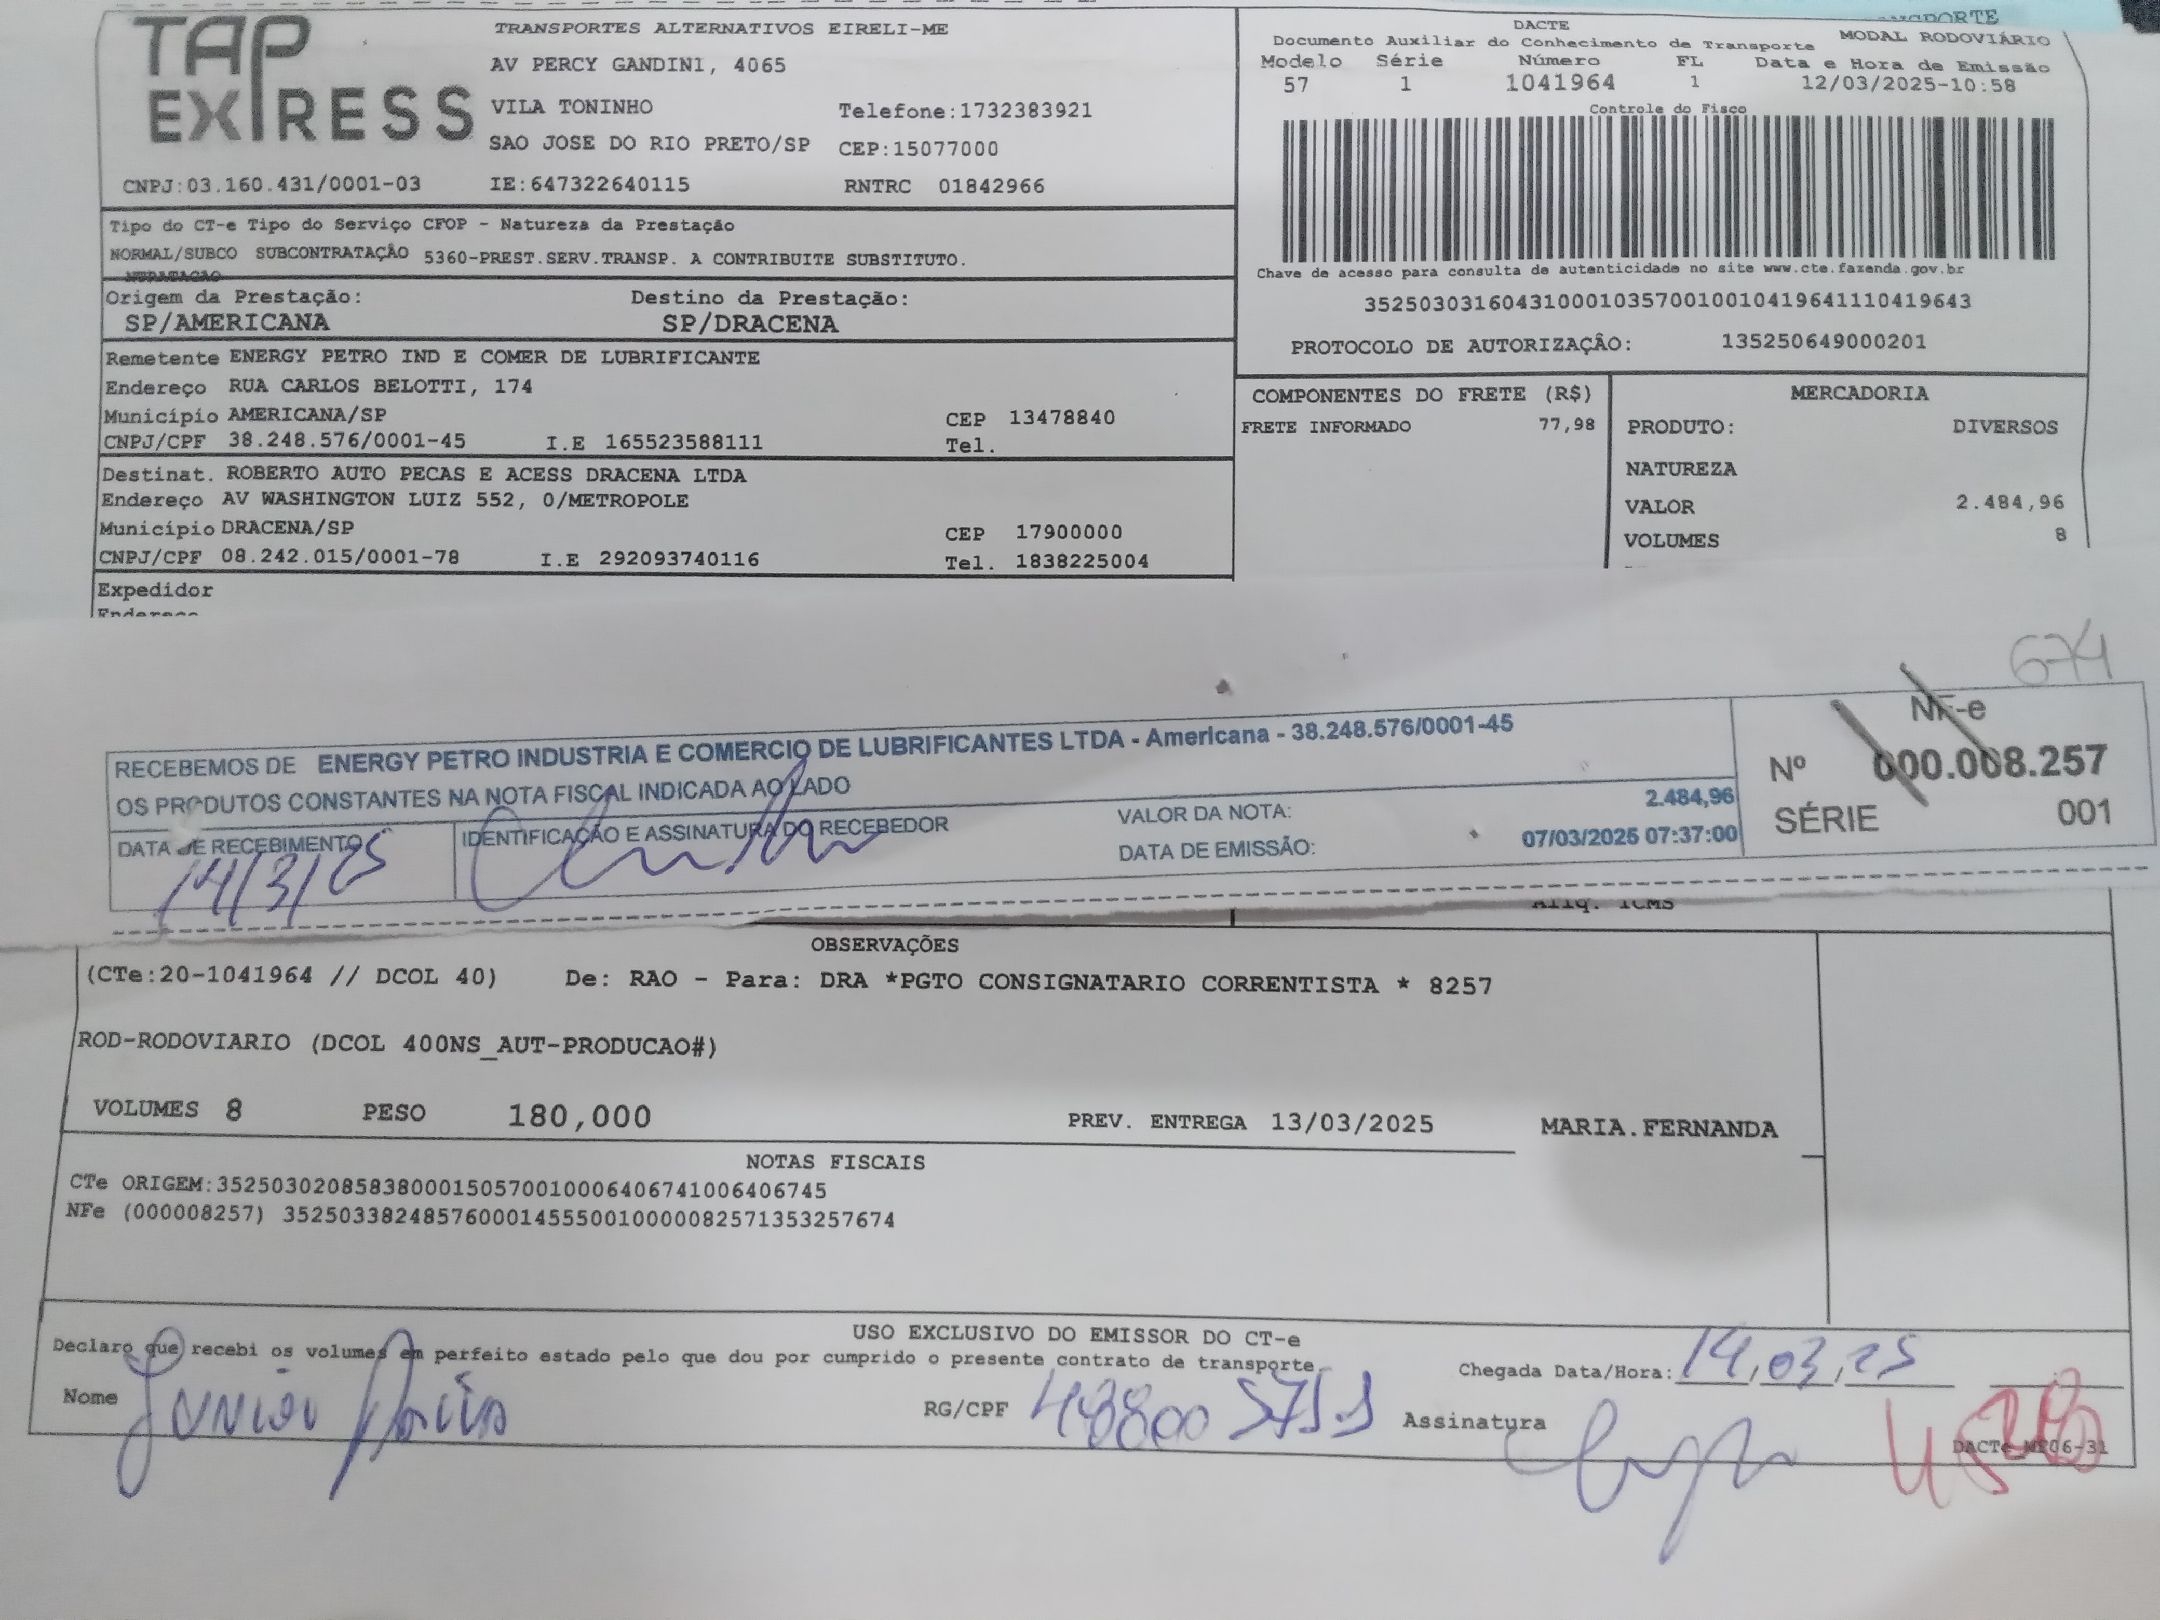 TAP EXPRESS
TRANSPORTES ALTERNATIVOS EIRELI-ME
AV PERCY GANDINI, 4065
VILA TONINHO Telefone:1732383921
SAO JOSE DO RIO PRETO/SP CEP:15077000
CNPJ:03.160.431/0001-03 IE:647322640115 RNTRC 01842966
DACTE
Documento Auxiliar do Conhecimento de Transporte MODAL RODOVIÁRIO
Modelo Série Número FL Data e Hora de Emissão
57 1 1041964 1 12/03/2025-10:58
Controle do Fisco
Chave de acesso para consulta de autenticidade no site www.cte.fazenda.gov.br
35250303160431000103570010010419641110419643
PROTOCOLO DE AUTORIZAÇÃO: 135250649000201
Tipo do CT-e Tipo do Serviço CFOP - Natureza da Prestação
NORMAL/SUBCO SUBCONTRATAÇÃO 5360-PREST.SERV.TRANSP. A CONTRIBUITE SUBSTITUTO.
Origem da Prestação: Destino da Prestação:
SP/AMERICANA SP/DRACENA
Remetente ENERGY PETRO IND E COMER DE LUBRIFICANTE
Endereço RUA CARLOS BELOTTI, 174
Município AMERICANA/SP CEP 13478840
CNPJ/CPF 38.248.576/0001-45 I.E 165523588111 Tel.
Destinat. ROBERTO AUTO PECAS E ACESS DRACENA LTDA
Endereço AV WASHINGTON LUIZ 552, 0/METROPOLE
Município DRACENA/SP CEP 17900000
CNPJ/CPF 08.242.015/0001-78 I.E 292093740116 Tel. 1838225004
Expedidor
Endereço
COMPONENTES DO FRETE (R$)
FRETE INFORMADO 77,98
MERCADORIA
PRODUTO: DIVERSOS
NATUREZA
VALOR 2.484,96
VOLUMES 8
674
RECEBEMOS DE ENERGY PETRO INDUSTRIA E COMERCIO DE LUBRIFICANTES LTDA - Americana - 38.248.576/0001-45
OS PRODUTOS CONSTANTES NA NOTA FISCAL INDICADA AO LADO
DATA DE RECEBIMENTO IDENTIFICAÇÃO E ASSINATURA DO RECEBEDOR
14/3/25
VALOR DA NOTA: 2.484,96
DATA DE EMISSÃO: 07/03/2025 07:37:00
NF-e
Nº 000.008.257
SÉRIE 001
Aliq. ICMS
OBSERVAÇÕES
(CTe:20-1041964 // DCOL 40) De: RAO - Para: DRA *PGTO CONSIGNATARIO CORRENTISTA * 8257
ROD-RODOVIARIO (DCOL 400NS_AUT-PRODUCAO#)
VOLUMES 8 PESO 180,000 PREV. ENTREGA 13/03/2025 MARIA.FERNANDA
NOTAS FISCAIS
CTe ORIGEM:35250302085838000150570010006406741006406745
NFe (000008257) 35250338248576000145550010000082571353257674
USO EXCLUSIVO DO EMISSOR DO CT-e
Declaro que recebi os volumes em perfeito estado pelo que dou por cumprido o presente contrato de transporte
Chegada Data/Hora: 14,03,25
Nome Junior RG/CPF Assinatura
DACTe